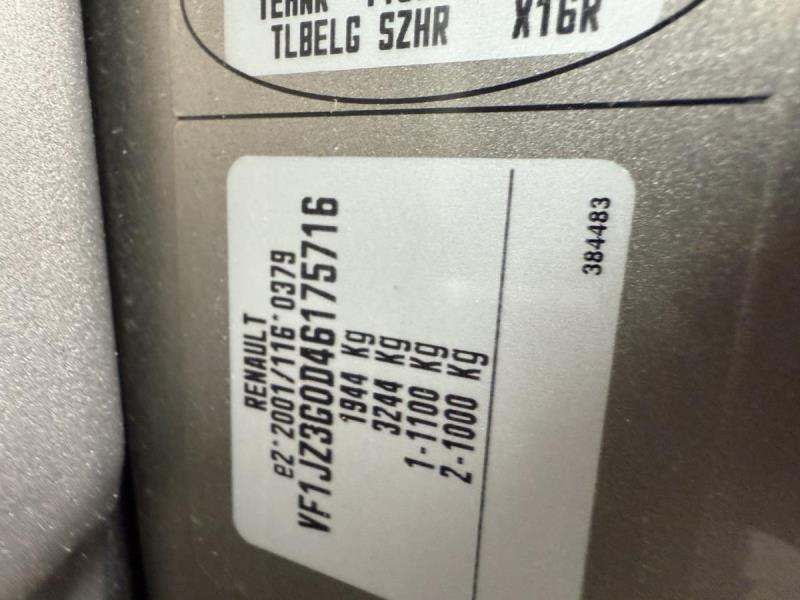 TLBELG SZHR X16R
RENAULT
e2*2001/116*0379
VF1JZ3G0D46175716
1944 Kg
3244 Kg
1-1100 Kg
2-1000 Kg
384483